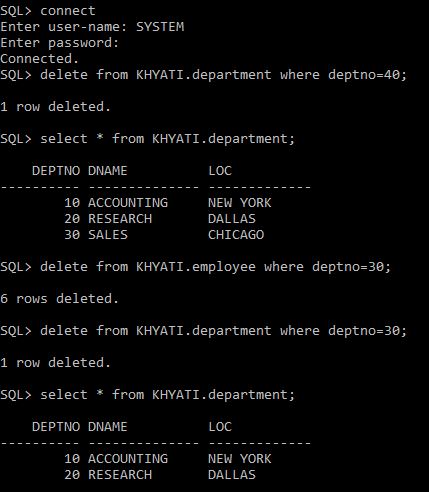 SQL> connect
Enter user-name: SYSTEM
Enter password:
Connected.
SQL> delete from KHYATI.department where deptno=40;
1 row deleted.
SQL> select * from KHYATI.department;
    DEPTNO DNAME          LOC
---------- -------------- -------------
        10 ACCOUNTING     NEW YORK
        20 RESEARCH       DALLAS
        30 SALES          CHICAGO
SQL> delete from KHYATI.employee where deptno=30;
6 rows deleted.
SQL> delete from KHYATI.department where deptno=30;
1 row deleted.
SQL> select * from KHYATI.department;
    DEPTNO DNAME          LOC
---------- -------------- -------------
        10 ACCOUNTING     NEW YORK
        20 RESEARCH       DALLAS